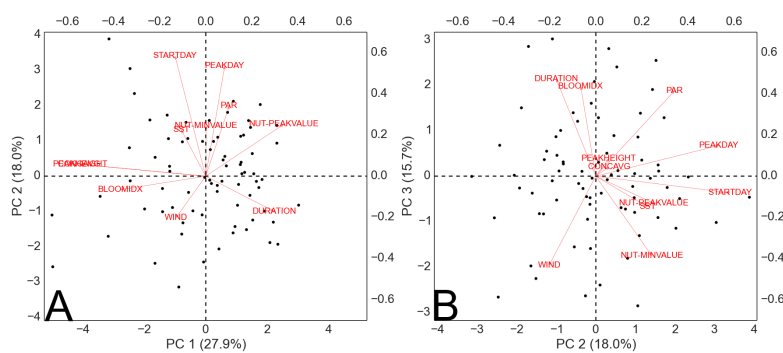 −0.6 −0.4 −0.2 0.0 0.2 0.4 0.6
4
3
2
1
0
−1
−2
−3
−4
PC 2 (18.0%)
0.6
0.4
0.2
0.0
−0.2
−0.4
−0.6
STARTDAY
PEAKDAY
PAR
NUT-MINVALUE
NUT-PEAKVALUE
SST
BLOOMIDX
WIND
DURATION
A
−4 −2 0 2 4
PC 1 (27.9%)
−0.6 −0.4 −0.2 0.0 0.2 0.4 0.6
3
2
1
0
−1
−2
−3
PC 3 (15.7%)
0.6
0.4
0.2
0.0
−0.2
−0.4
−0.6
DURATION
BLOOMIDX
PAR
PEAKDAY
PEAKHEIGHT
CONCAVG
STARTDAY
NUT-PEAKVALUE
SST
NUT-MINVALUE
WIND
B
−4 −3 −2 −1 0 1 2 3 4
PC 2 (18.0%)